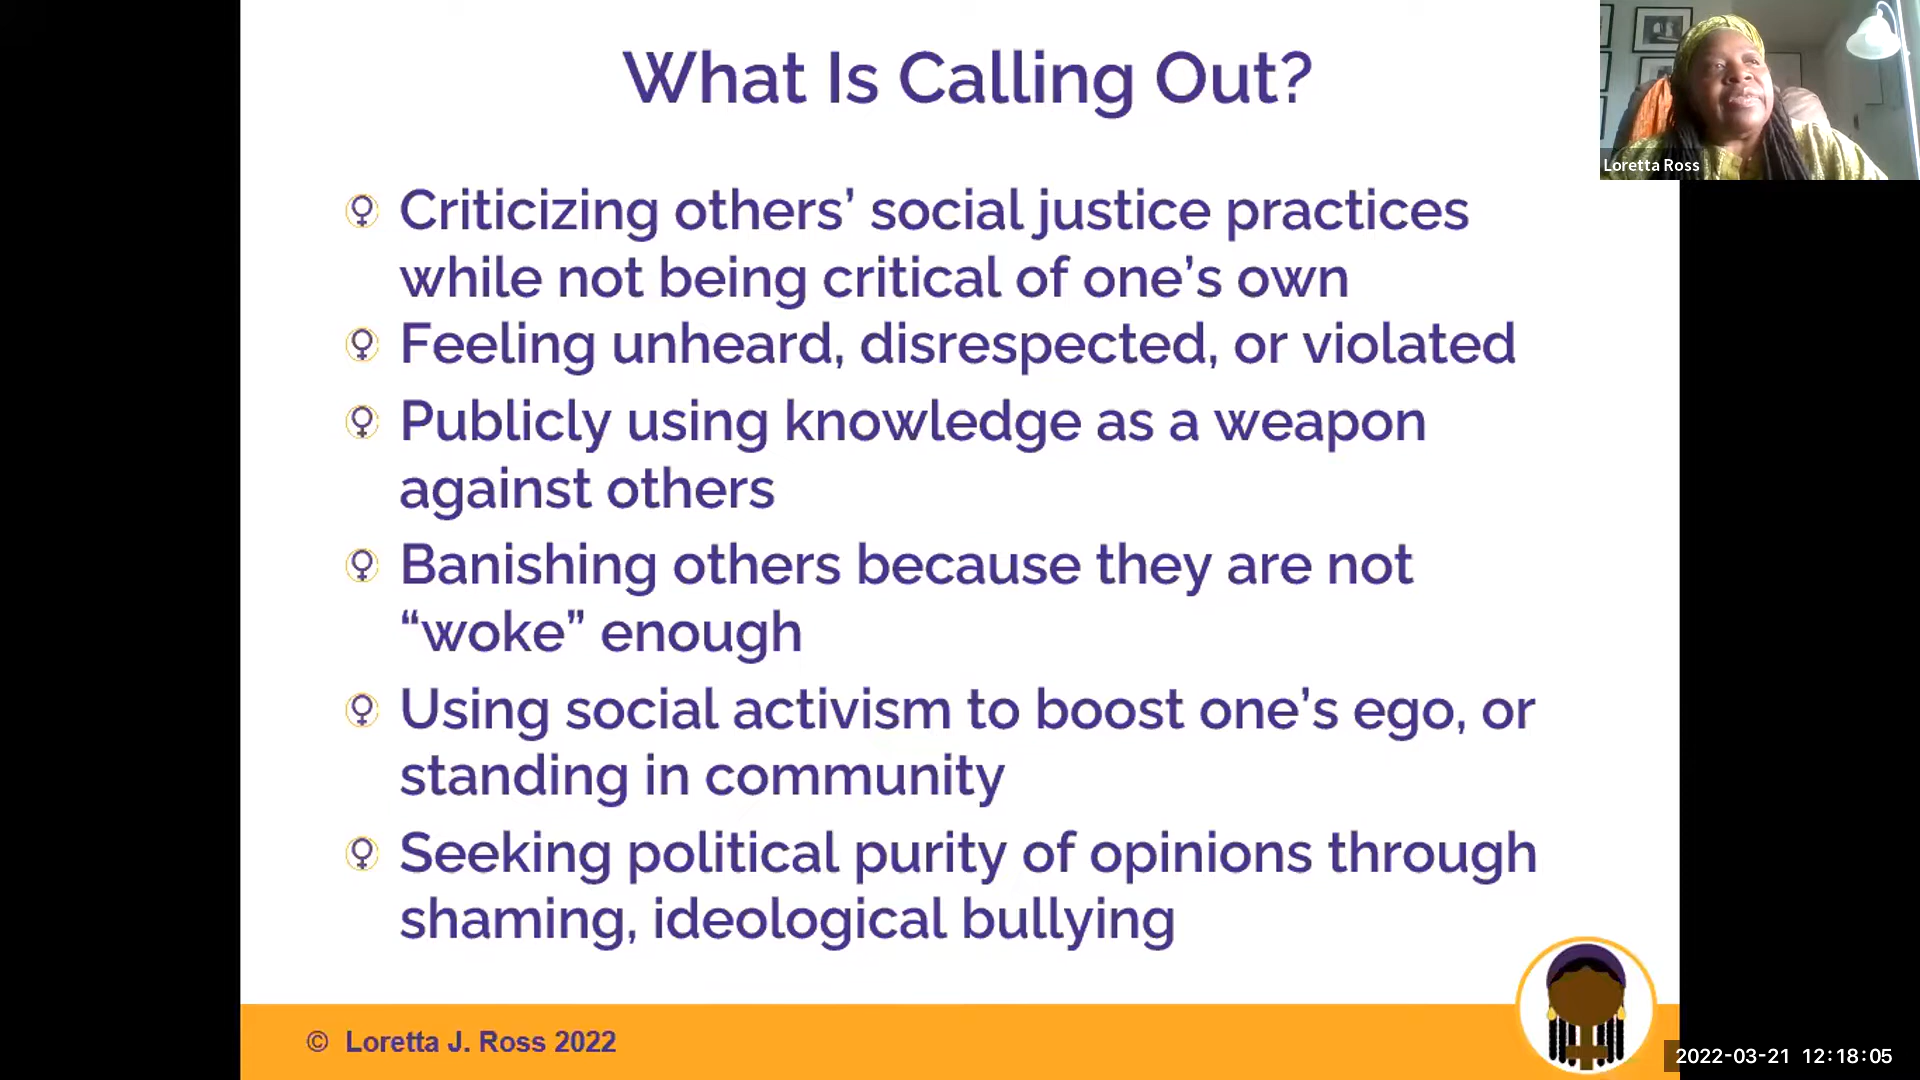 What Is Calling Out?
Loretta Ross
Criticizing others’ social justice practices
while not being critical of one’s own
Feeling unheard, disrespected, or violated
Publicly using knowledge as a weapon
against others
Banishing others because they are not
“woke” enough
Using social activism to boost one’s ego, or
standing in community
Seeking political purity of opinions through
shaming, ideological bullying
© Loretta J. Ross 2022
2022-03-21 12:18:05